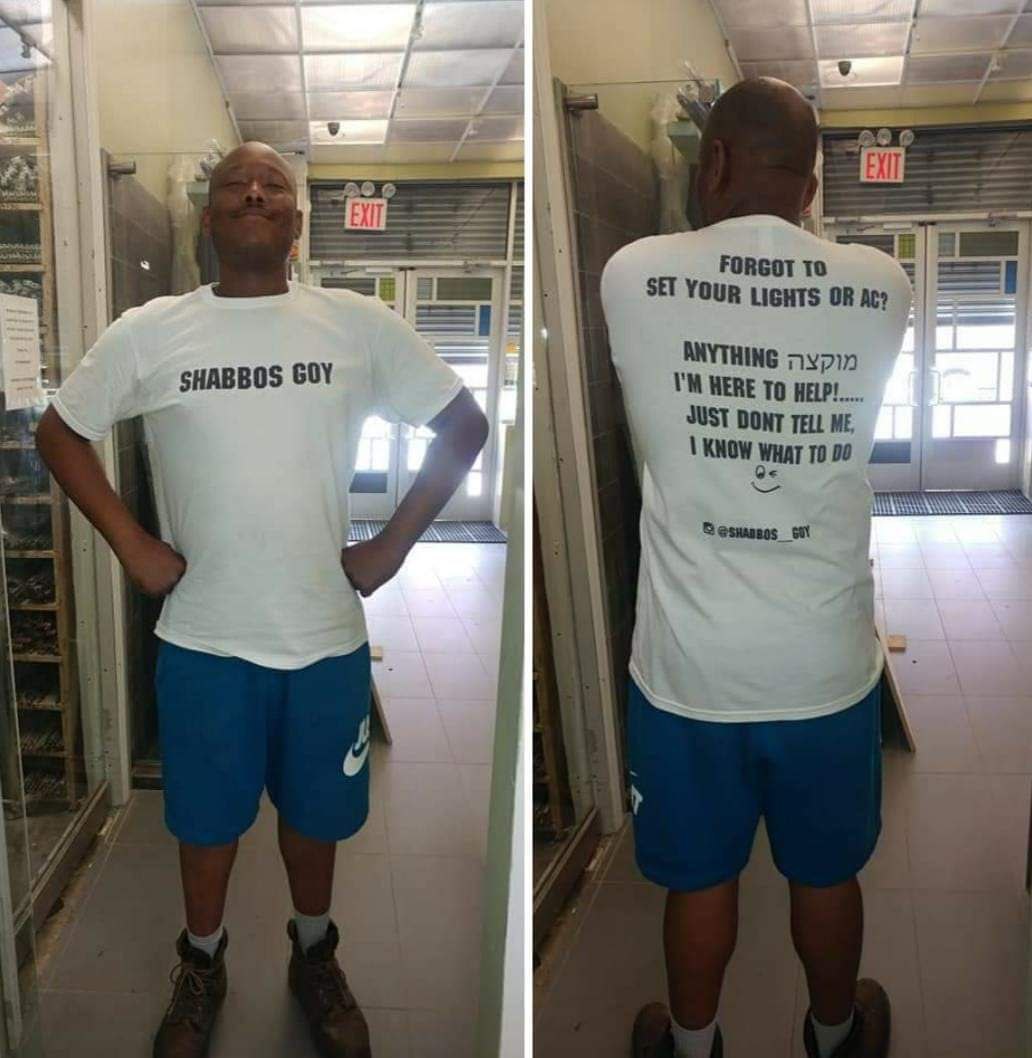 EXIT
SHABBOS GOY
EXIT
FORGOT TO
SET YOUR LIGHTS OR AC?
ANYTHING מוקצה
I'M HERE TO HELP!.....
JUST DONT TELL ME,
I KNOW WHAT TO DO
@SHABBOS__GOY